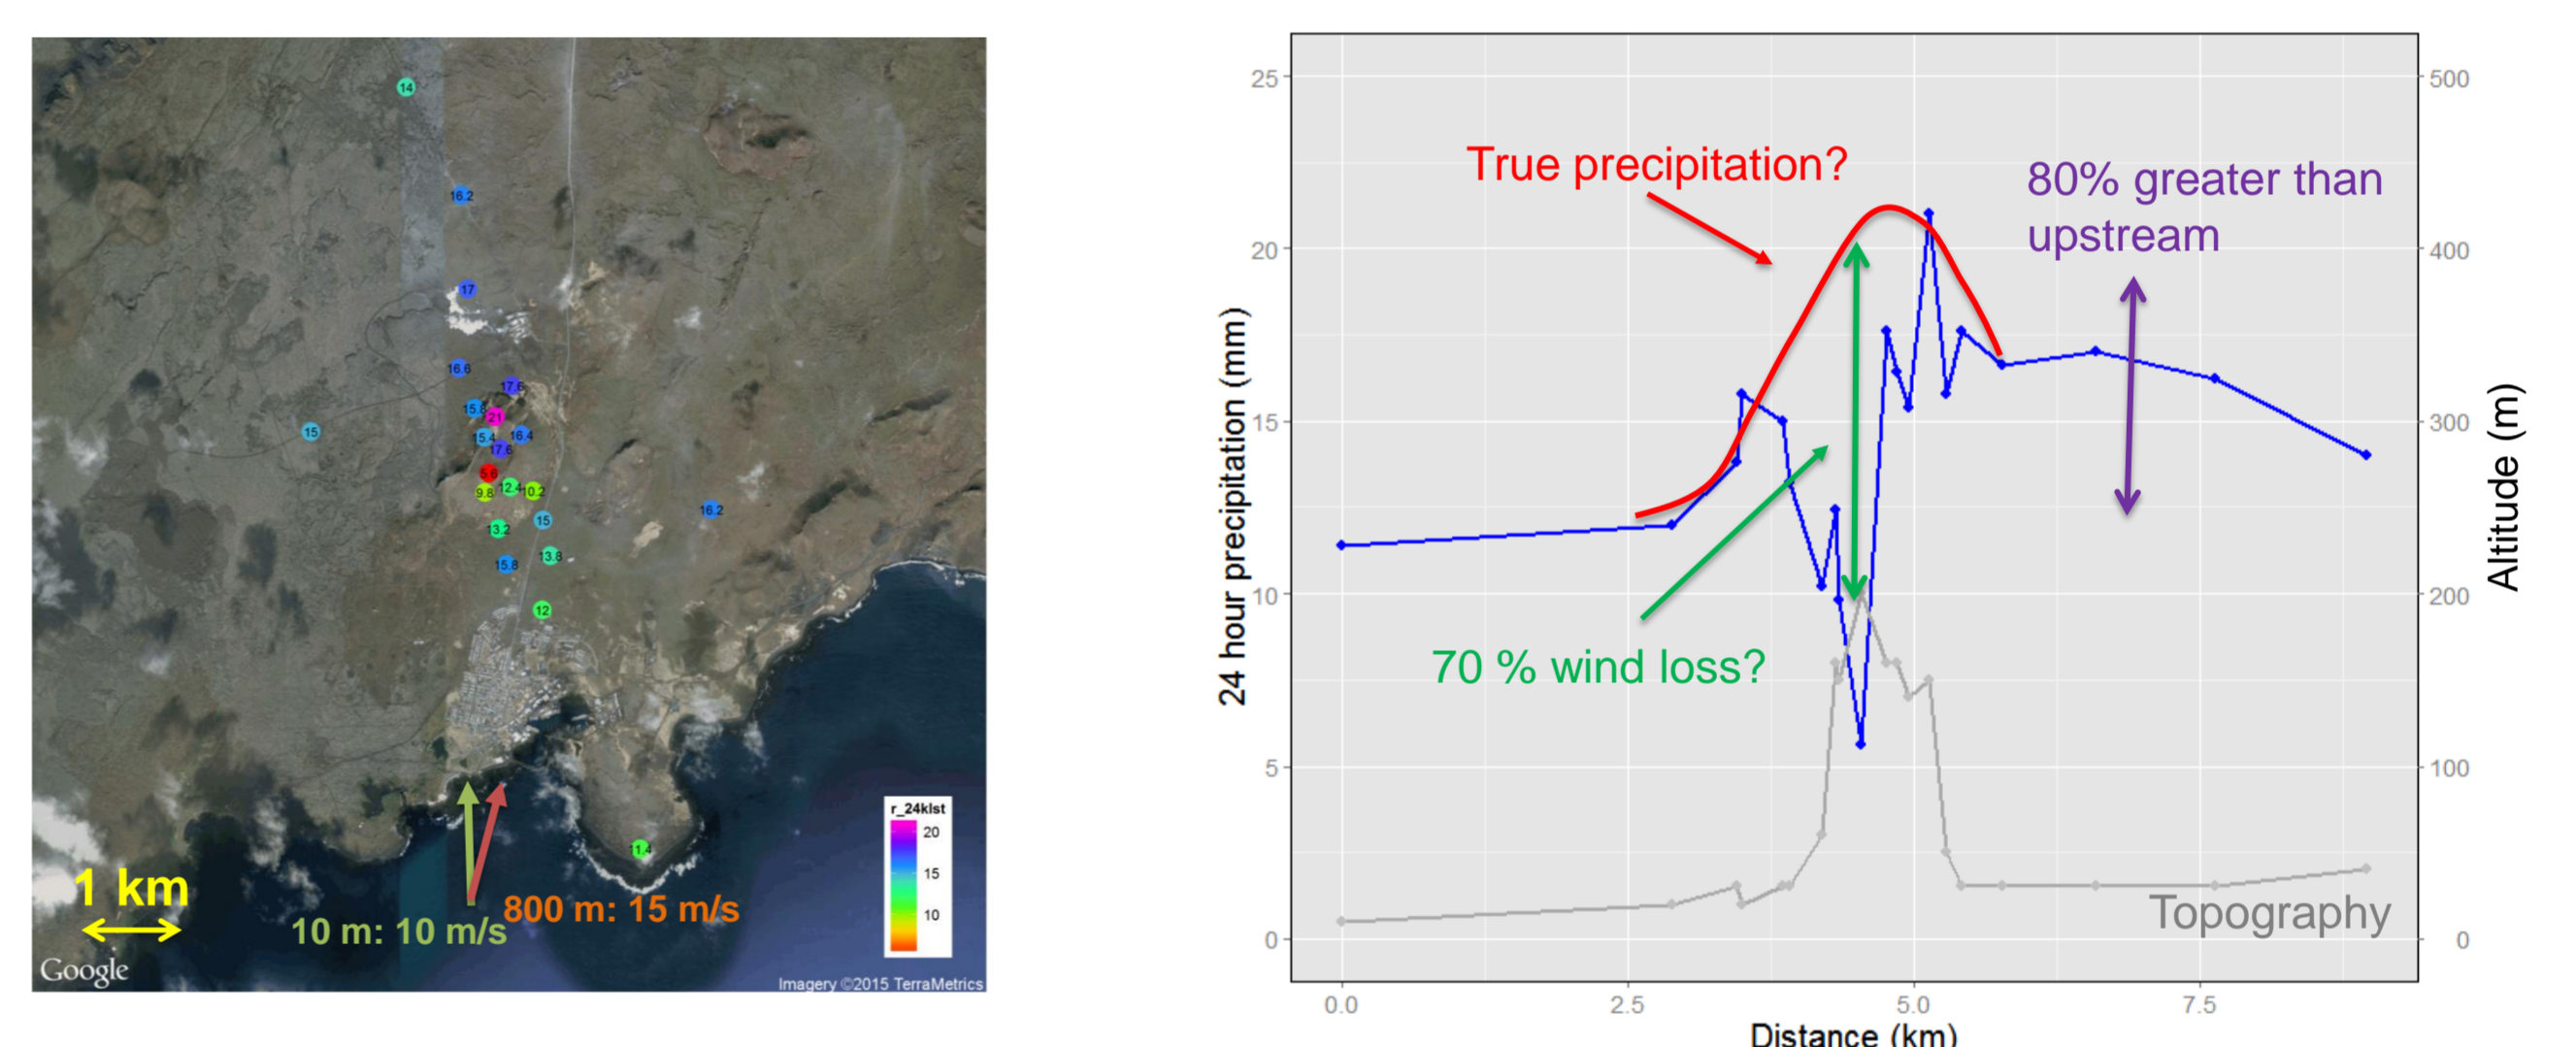 14
16.2
17
16.6
17.6
15.8
21
15
15.4
16.4
17.6
5.6
9.8
12.4
10.2
16.2
15
13.2
13.8
15.8
12
11.4
r_24klst
20
15
10
1 km
10 m: 10 m/s
800 m: 15 m/s
Google
Imagery ©2015 TerraMetrics
25
20
15
10
5
0
24 hour precipitation (mm)
True precipitation?
80% greater than
upstream
70 % wind loss?
Topography
500
400
300
200
100
0
Altitude (m)
0.0
2.5
5.0
7.5
Distance (km)